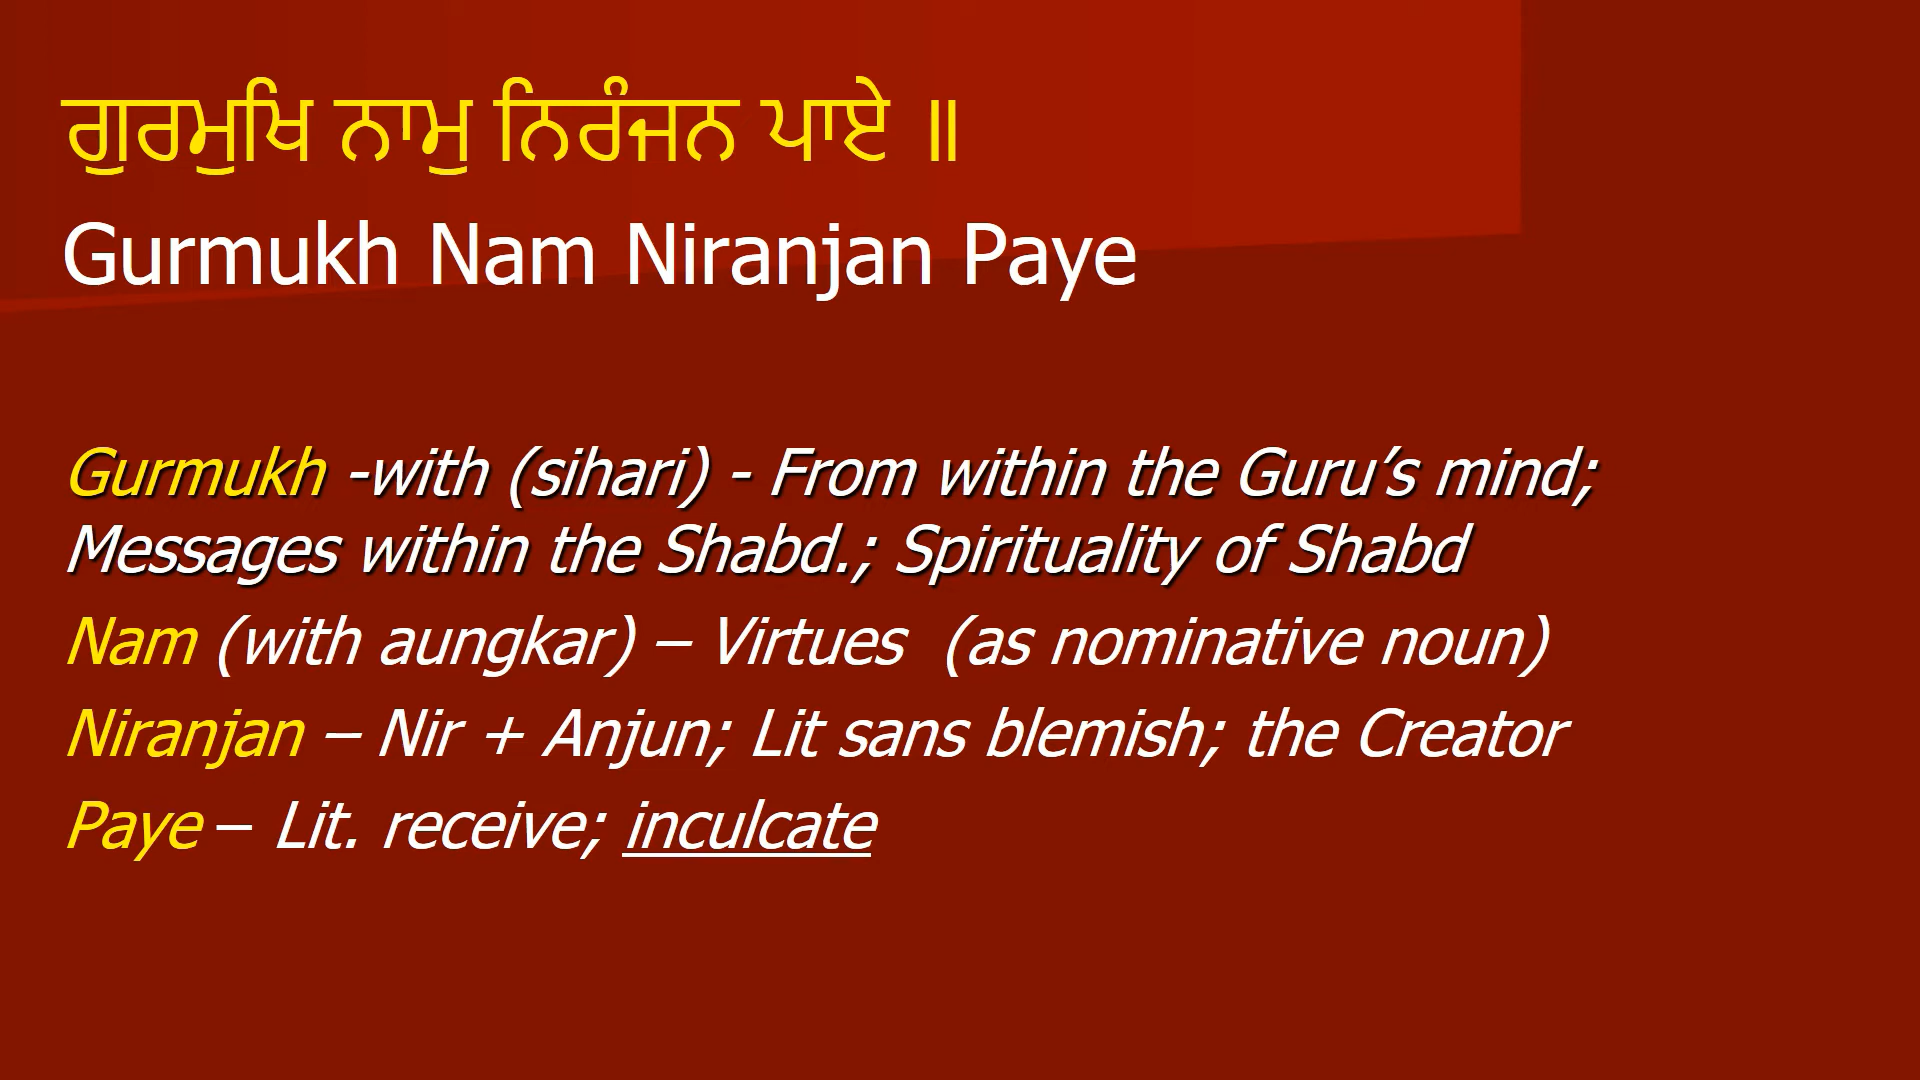 ਗੁਰਮੁਖਿ ਨਾਮੁ ਨਿਰੰਜਨ ਪਾਏ ॥
Gurmukh Nam Niranjan Paye
Gurmukh -with (sihari) - From within the Guru’s mind;
Messages within the Shabd.; Spirituality of Shabd
Nam (with aungkar) – Virtues  (as nominative noun)
Niranjan – Nir + Anjun; Lit sans blemish; the Creator
Paye – Lit. receive; inculcate